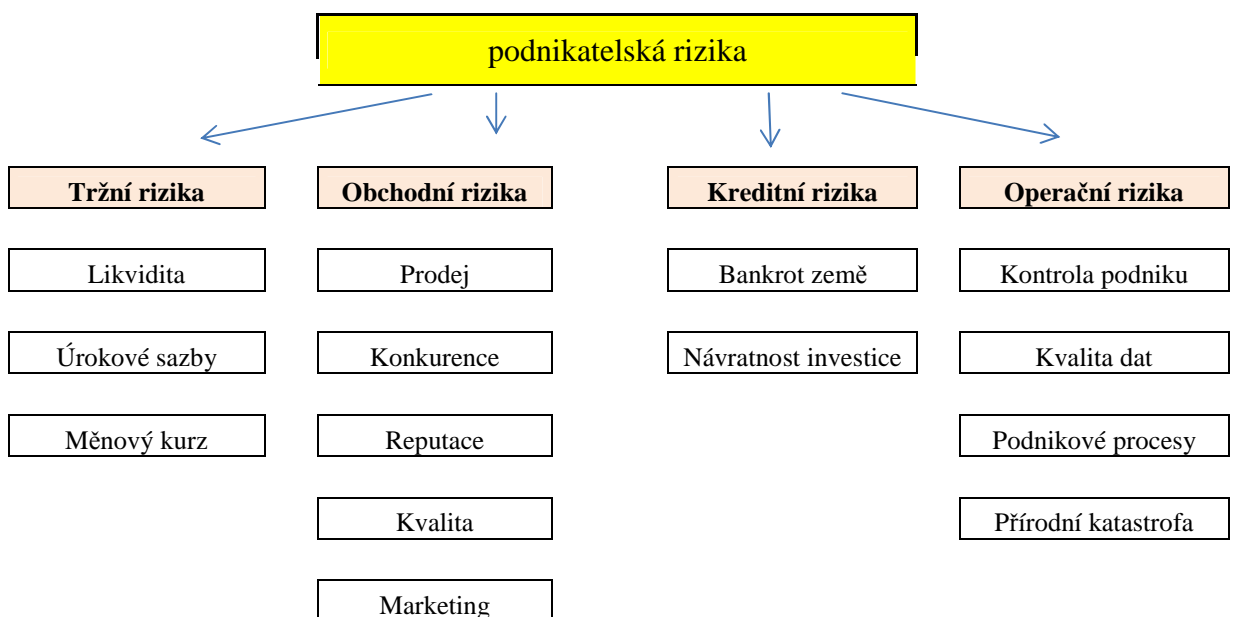 podnikatelská rizika
Tržní rizika
Obchodní rizika
Kreditní rizika
Operační rizika
Likvidita
Prodej
Bankrot země
Kontrola podniku
Úrokové sazby
Konkurence
Návratnost investice
Kvalita dat
Měnový kurz
Reputace
Podnikové procesy
Kvalita
Přírodní katastrofa
Marketing